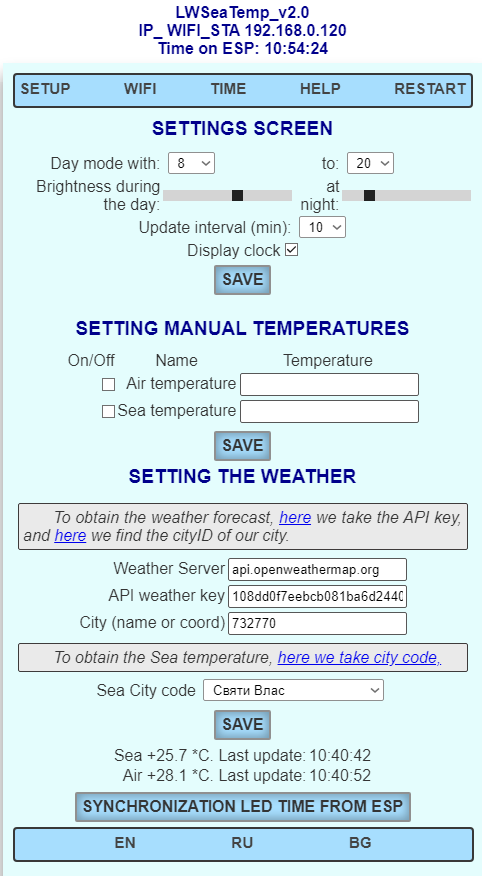 LWSeaTemp_v2.0
IP_ WIFI_STA 192.168.0.120
Time on ESP: 10:54:24
SETUP WIFI TIME HELP RESTART
SETTINGS SCREEN
Day mode with: 8 to: 20
Brightness during the day: at night:
Update interval (min): 10
Display clock
SAVE
SETTING MANUAL TEMPERATURES
On/Off Name Temperature
Air temperature
Sea temperature
SAVE
SETTING THE WEATHER
To obtain the weather forecast, here we take the API key,
and here we find the cityID of our city.
Weather Server api.openweathermap.org
API weather key 108dd0f7eebcb081ba6d2440
City (name or coord) 732770
To obtain the Sea temperature, here we take city code,
Sea City code Святи Влас
SAVE
Sea +25.7 *C. Last update: 10:40:42
Air +28.1 *C. Last update: 10:40:52
SYNCHRONIZATION LED TIME FROM ESP
EN RU BG